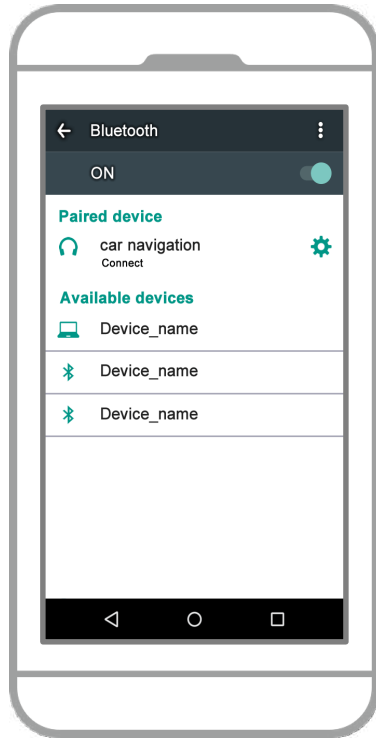 Bluetooth
ON
Paired device
car navigation
Connect
Available devices
Device_name
Device_name
Device_name